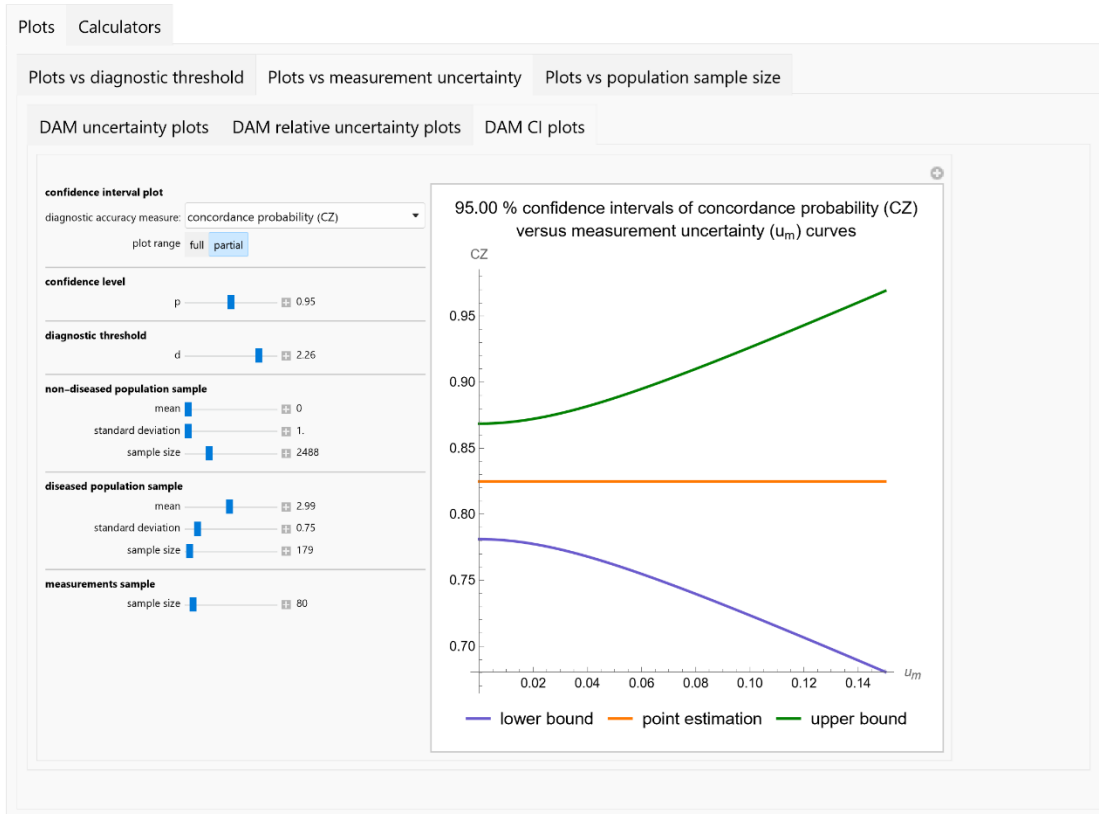 Plots Calculators
Plots vs diagnostic threshold Plots vs measurement uncertainty Plots vs population sample size
DAM uncertainty plots DAM relative uncertainty plots DAM CI plots
confidence interval plot
diagnostic accuracy measure: concordance probability (CZ)
plot range full partial
confidence level
p 0.95
diagnostic threshold
d 2.26
non-diseased population sample
mean 0
standard deviation 1.
sample size 2488
diseased population sample
mean 2.99
standard deviation 0.75
sample size 179
measurements sample
sample size 80
95.00 % confidence intervals of concordance probability (CZ)
versus measurement uncertainty (um) curves
CZ
0.95
0.90
0.85
0.80
0.75
0.70
0.02 0.04 0.06 0.08 0.10 0.12 0.14 um
lower bound point estimation upper bound